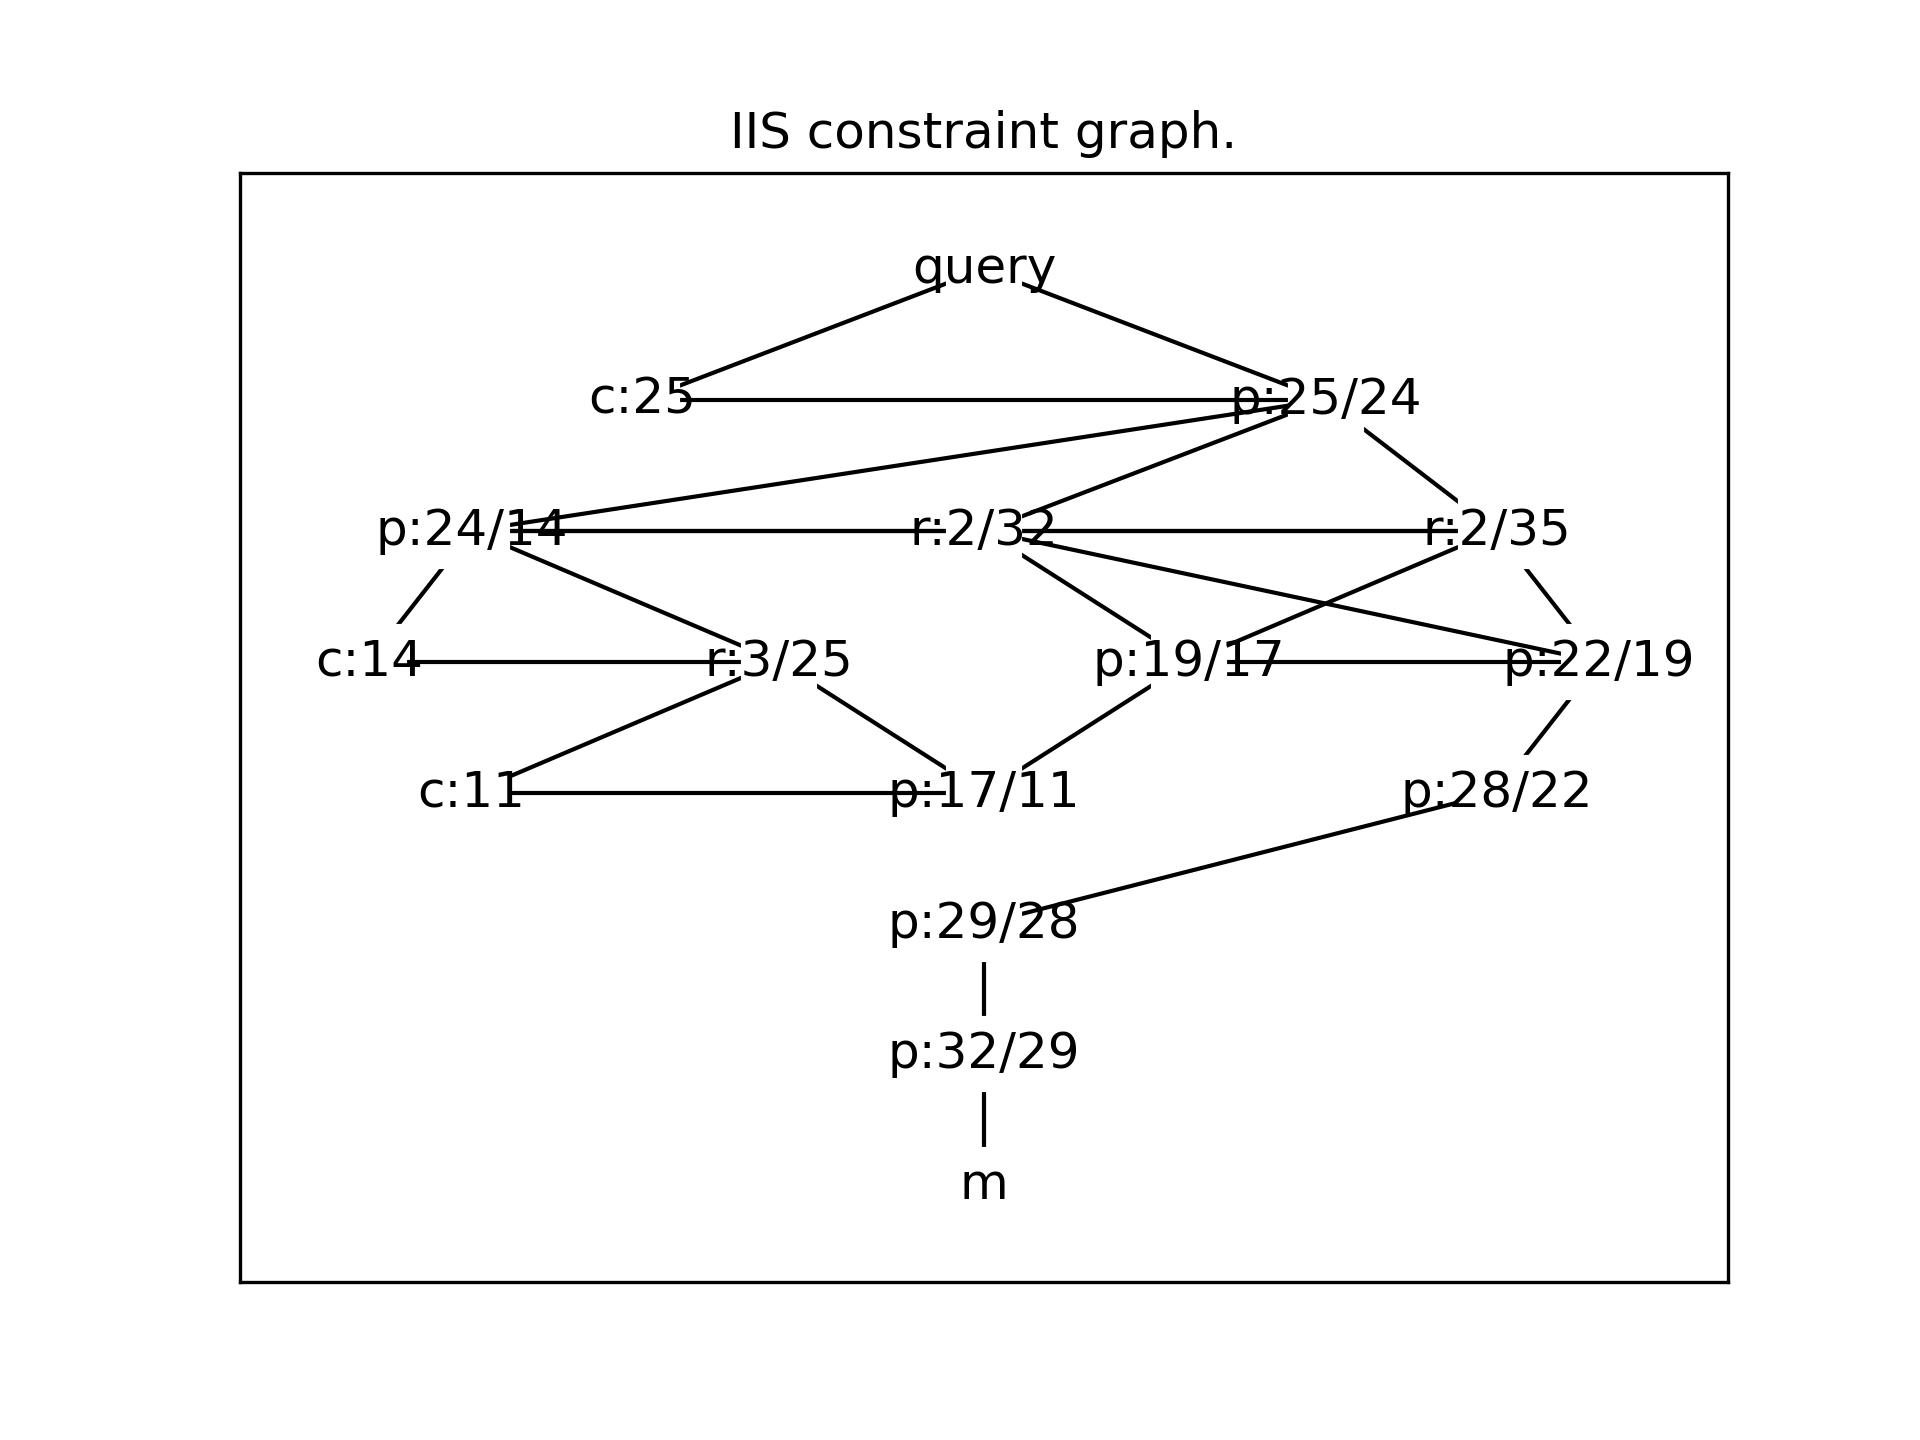 IIS constraint graph.
query
c:25 p:25/24
p:24/14 r:2/32 r:2/35
c:14 r:3/25 p:19/17 p:22/19
c:11 p:17/11 p:28/22
p:29/28
p:32/29
m